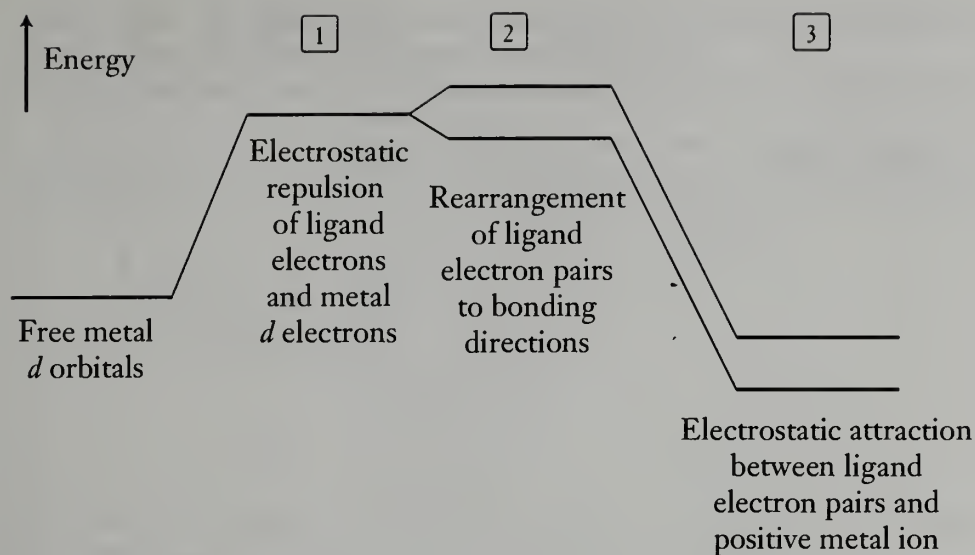 Energy
1
2
3
Free metal
d orbitals
Electrostatic
repulsion
of ligand
electrons
and metal
d electrons
Rearrangement
of ligand
electron pairs
to bonding
directions
Electrostatic attraction
between ligand
electron pairs and
positive metal ion